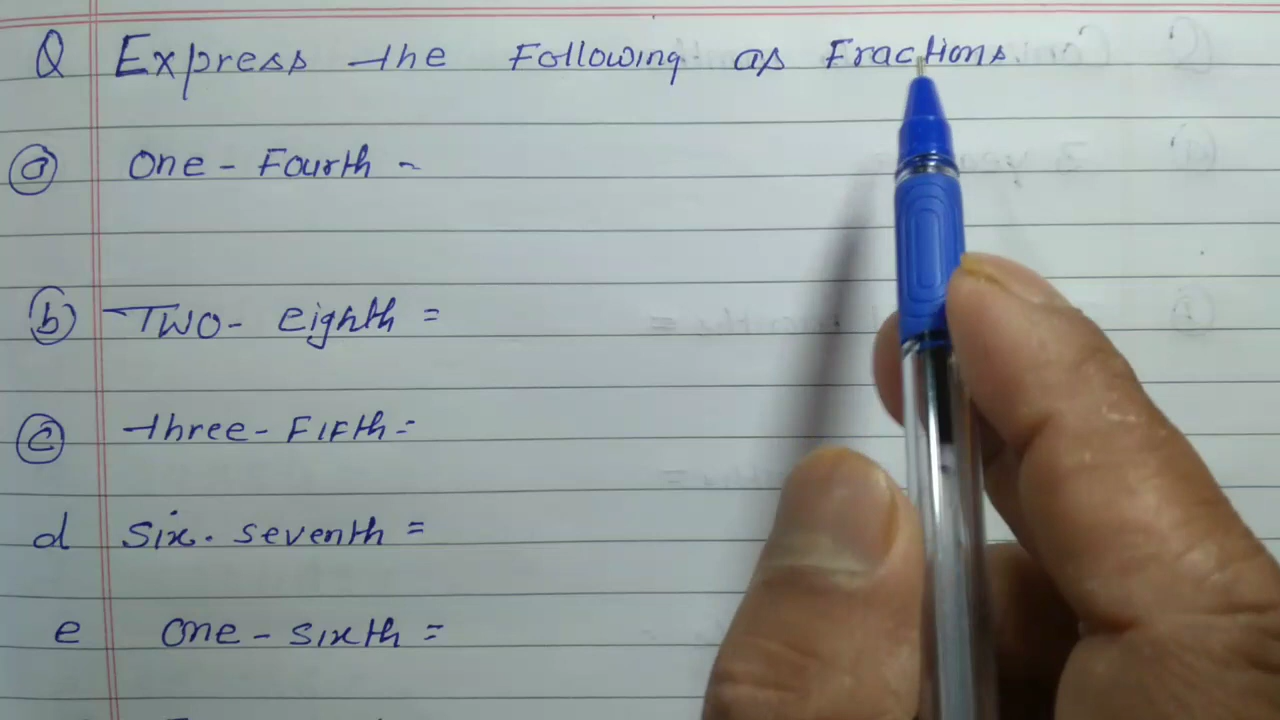 Q Express the Following as Fractions
a One - Fourth =
b Two - eighth =
c three - Fifth =
d Six. seventh =
e One - sixth =